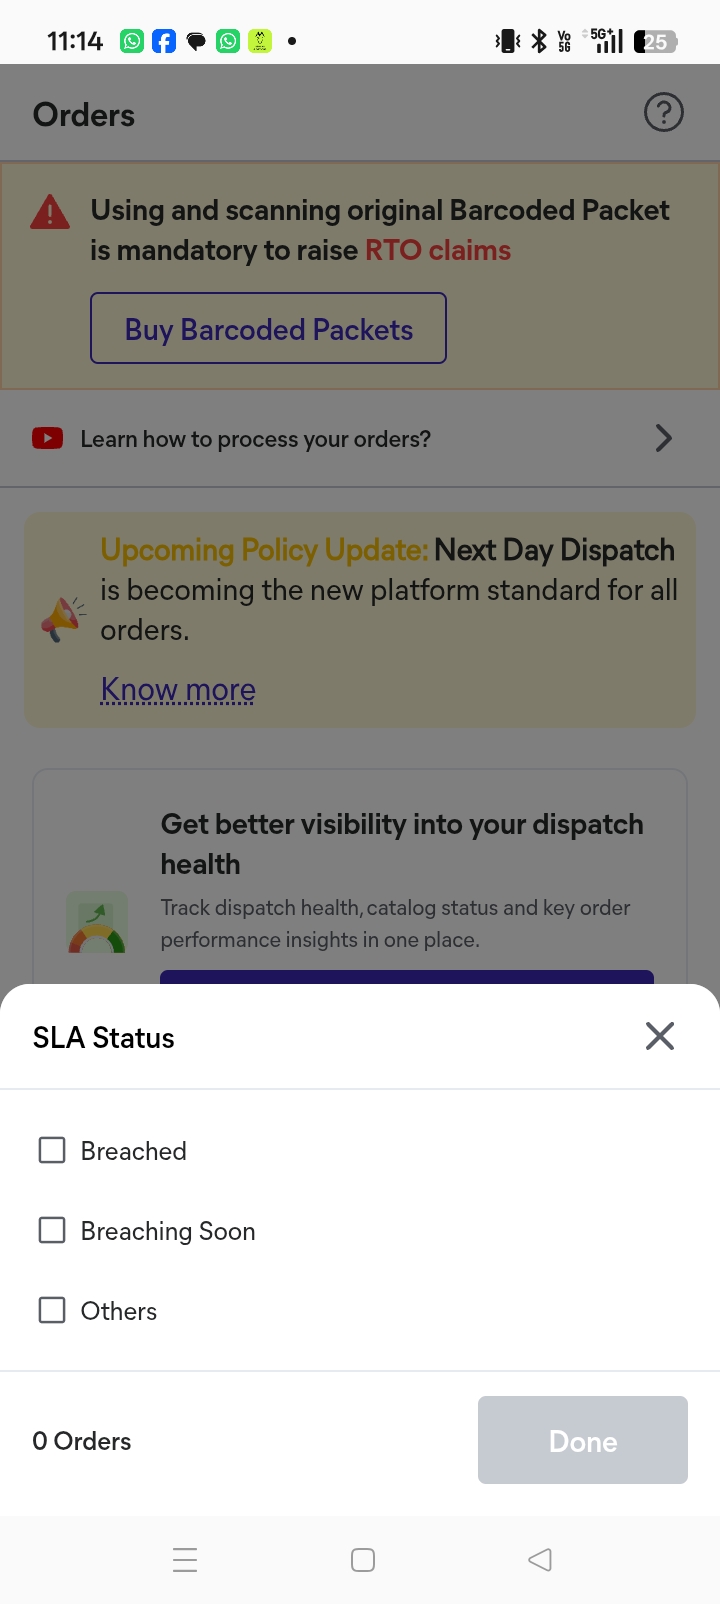 11:14
Vo
5G
5G+
25
Orders
Using and scanning original Barcoded Packet
is mandatory to raise RTO claims
Buy Barcoded Packets
Learn how to process your orders?
Upcoming Policy Update: Next Day Dispatch
is becoming the new platform standard for all
orders.
Know more
Get better visibility into your dispatch
health
Track dispatch health, catalog status and key order
performance insights in one place.
SLA Status
Breached
Breaching Soon
Others
0 Orders
Done